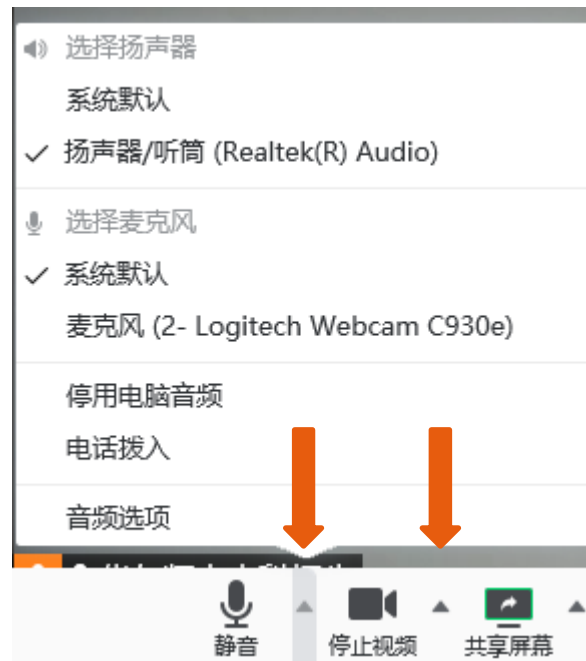 选择扬声器
系统默认
扬声器/听筒 (Realtek(R) Audio)
选择麦克风
系统默认
麦克风 (2- Logitech Webcam C930e)
停用电脑音频
电话拨入
音频选项
静音
停止视频
共享屏幕